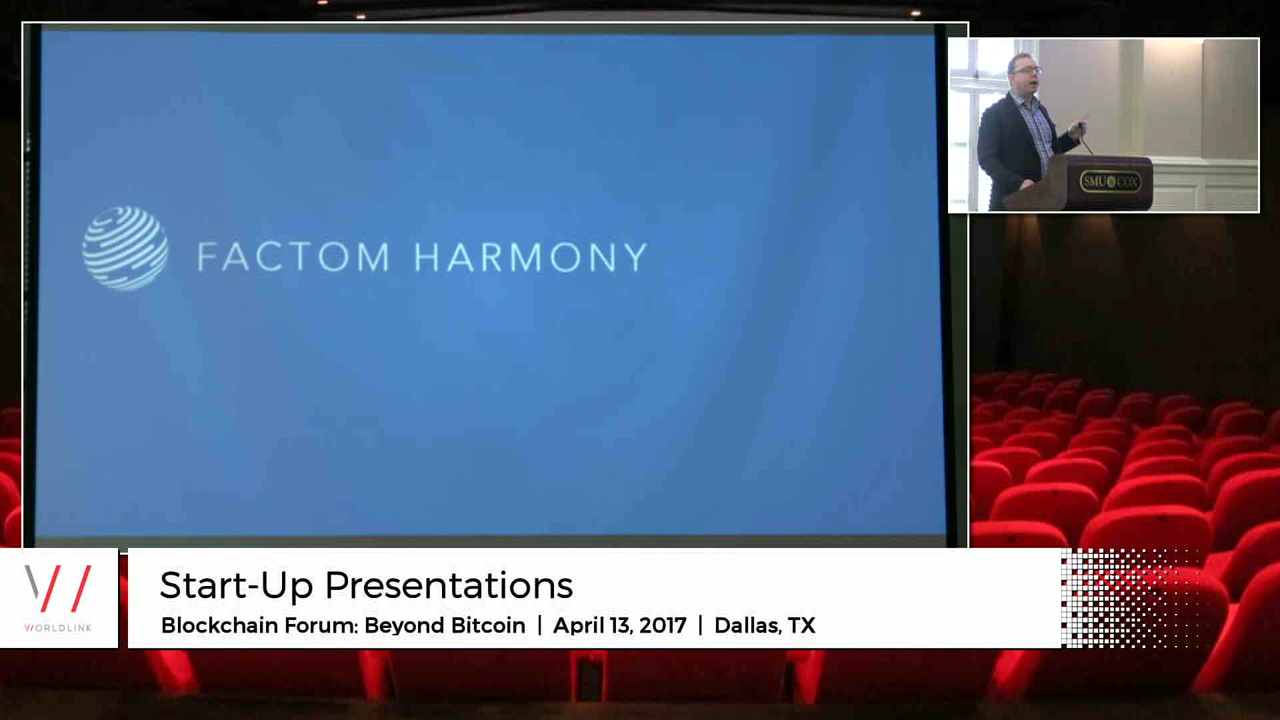 FACTOM HARMONY
SMU COX
WORLDLINK
Start-Up Presentations
Blockchain Forum: Beyond Bitcoin | April 13, 2017 | Dallas, TX